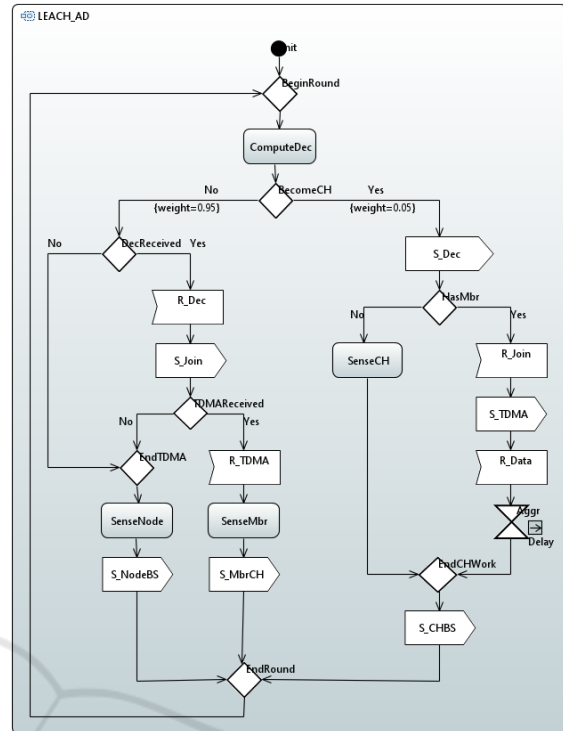 LEACH_AD
Init
BeginRound
ComputeDec
No
BecomeCH
Yes
{weight=0.95}
{weight=0.05}
No
DecReceived
Yes
S_Dec
R_Dec
HasMbr
No
Yes
S_Join
SenseCH
R_Join
TDMAReceived
No
Yes
S_TDMA
EndTDMA
R_TDMA
R_Data
SenseNode
SenseMbr
Aggr
Delay
S_NodeBS
S_MbrCH
EndCHWork
S_CHBS
EndRound